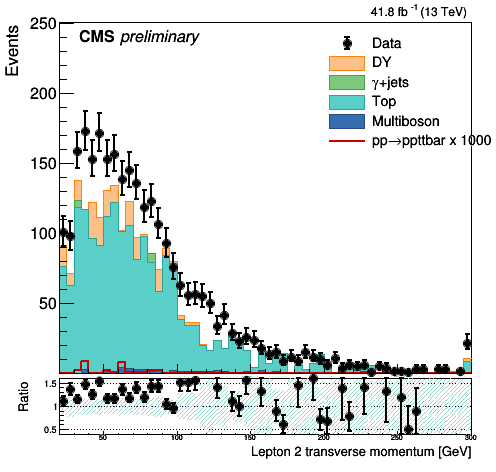 41.8 fb⁻¹ (13 TeV)
CMS preliminary
Events
250
200
150
100
50
Data
DY
γ+jets
Top
Multiboson
pp→ppttbar x 1000
Ratio
1.5
1
0.5
50 100 150 200 250 300
Lepton 2 transverse momentum [GeV]